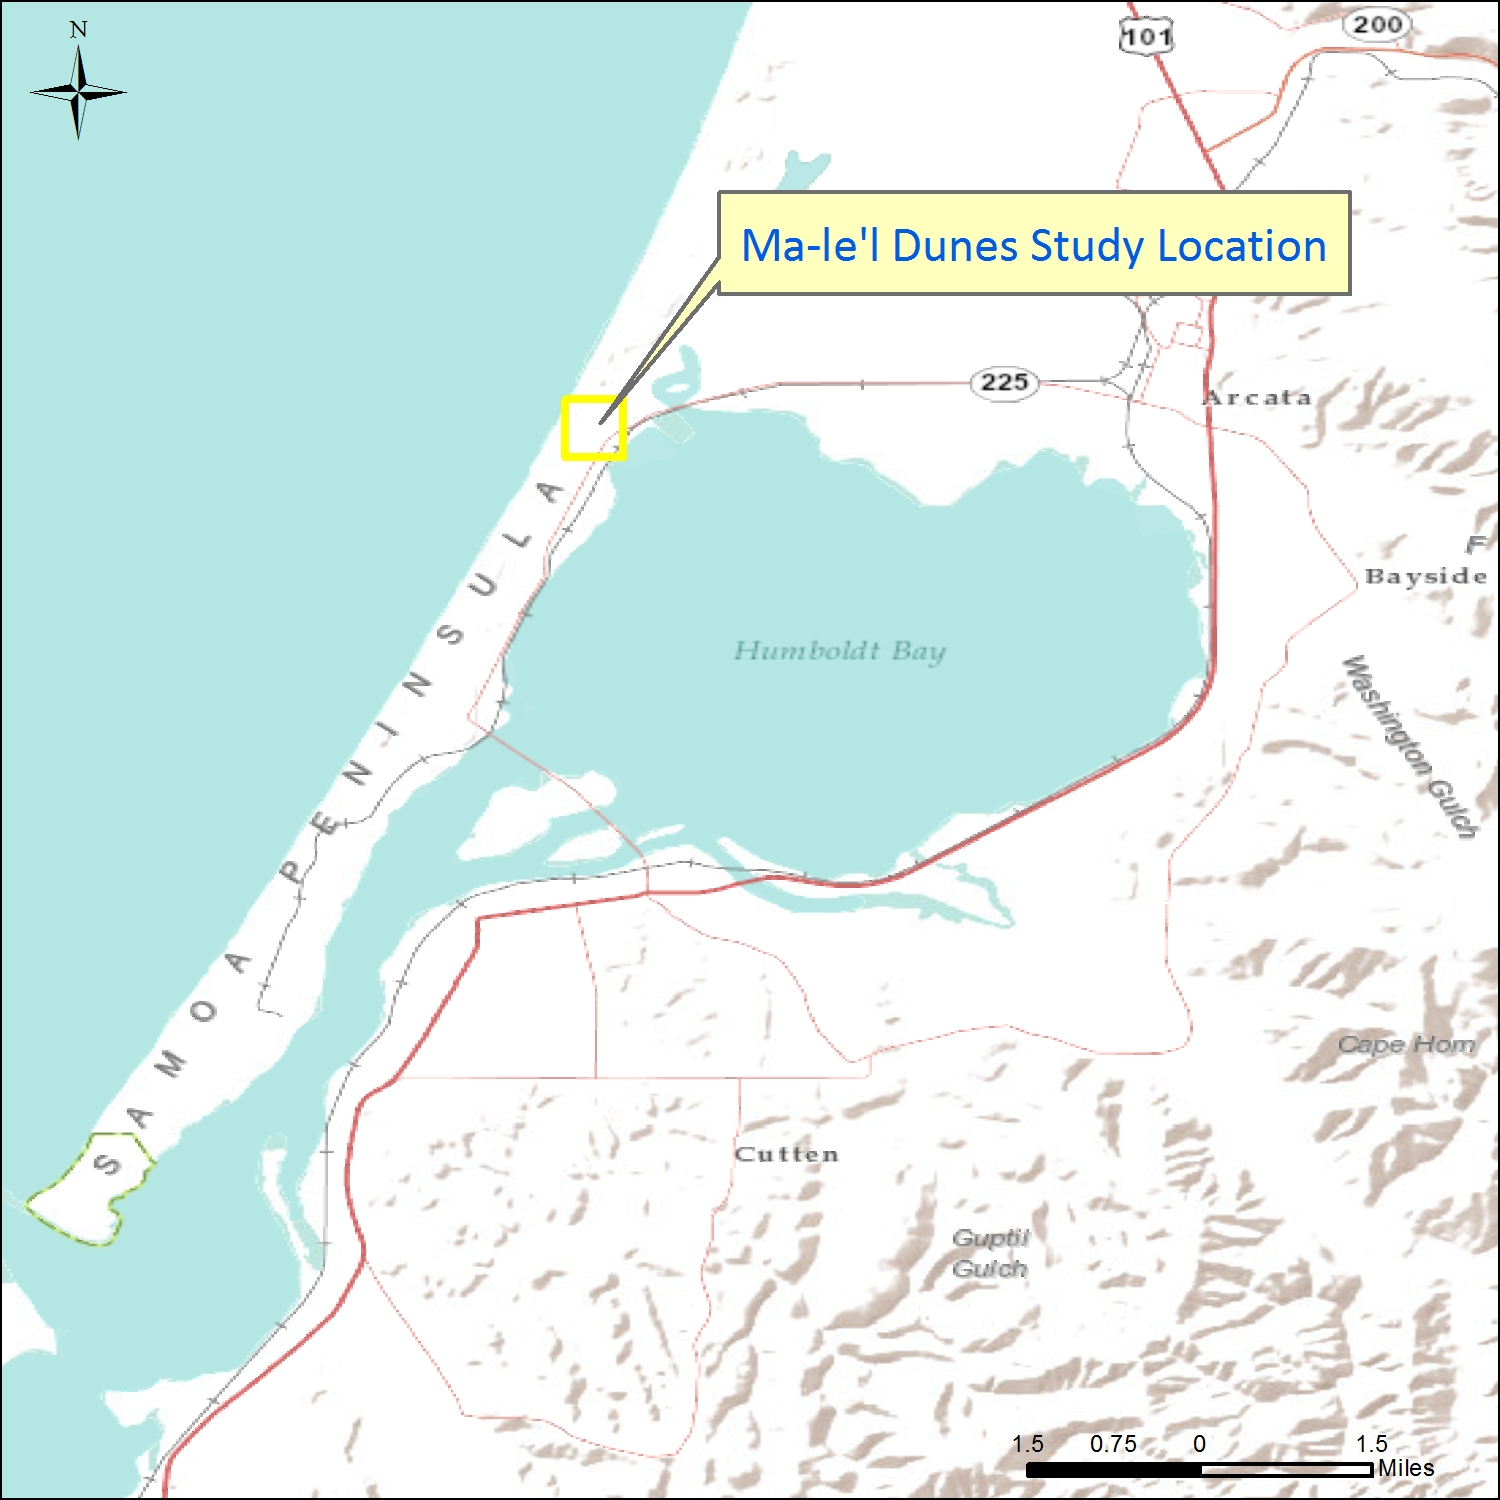 N
101
200
Ma-le'l Dunes Study Location
225
Arcata
SAMOA PENINSULA
F
Bayside
Humboldt Bay
Washington Gulch
Cape Horn
Cutten
Guptil
Gulch
1.5 0.75 0 1.5
Miles